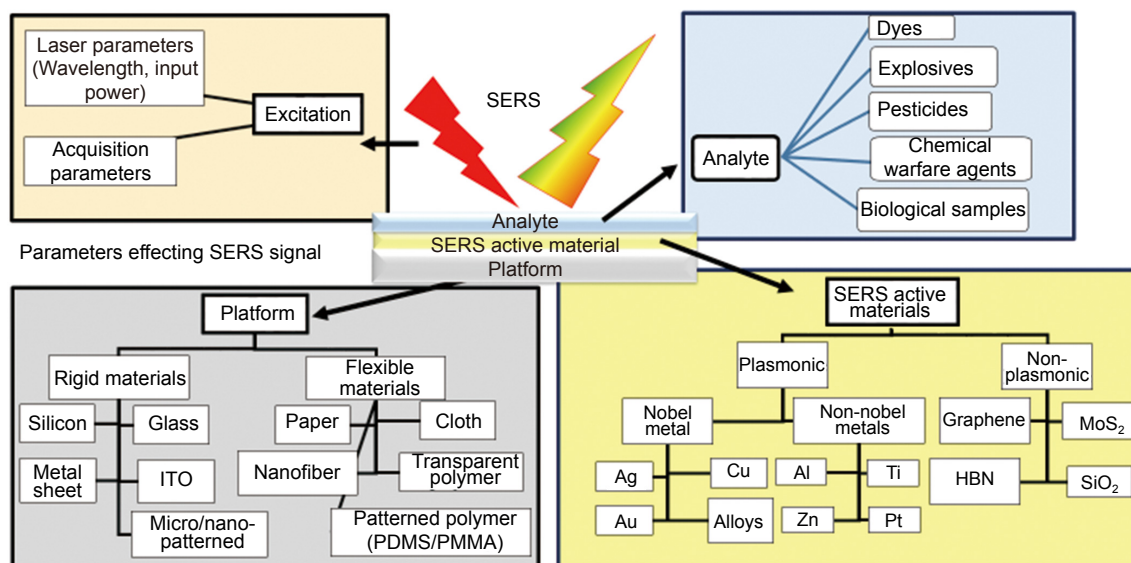 Laser parameters
(Wavelength, input
power)
Excitation
Acquisition
parameters
SERS
Dyes
Explosives
Pesticides
Analyte
Chemical
warfare agents
Biological samples
Analyte
SERS active material
Platform
Parameters effecting SERS signal
Platform
Rigid materials
Flexible
materials
Silicon
Glass
Paper
Cloth
Metal
sheet
ITO
Nanofiber
Transparent
polymer
Micro/nano-
patterned
Patterned polymer
(PDMS/PMMA)
SERS active
materials
Plasmonic
Non-
plasmonic
Nobel
metal
Non-nobel
metals
Graphene
MoS₂
Ag
Cu
Al
Ti
HBN
SiO₂
Au
Alloys
Zn
Pt